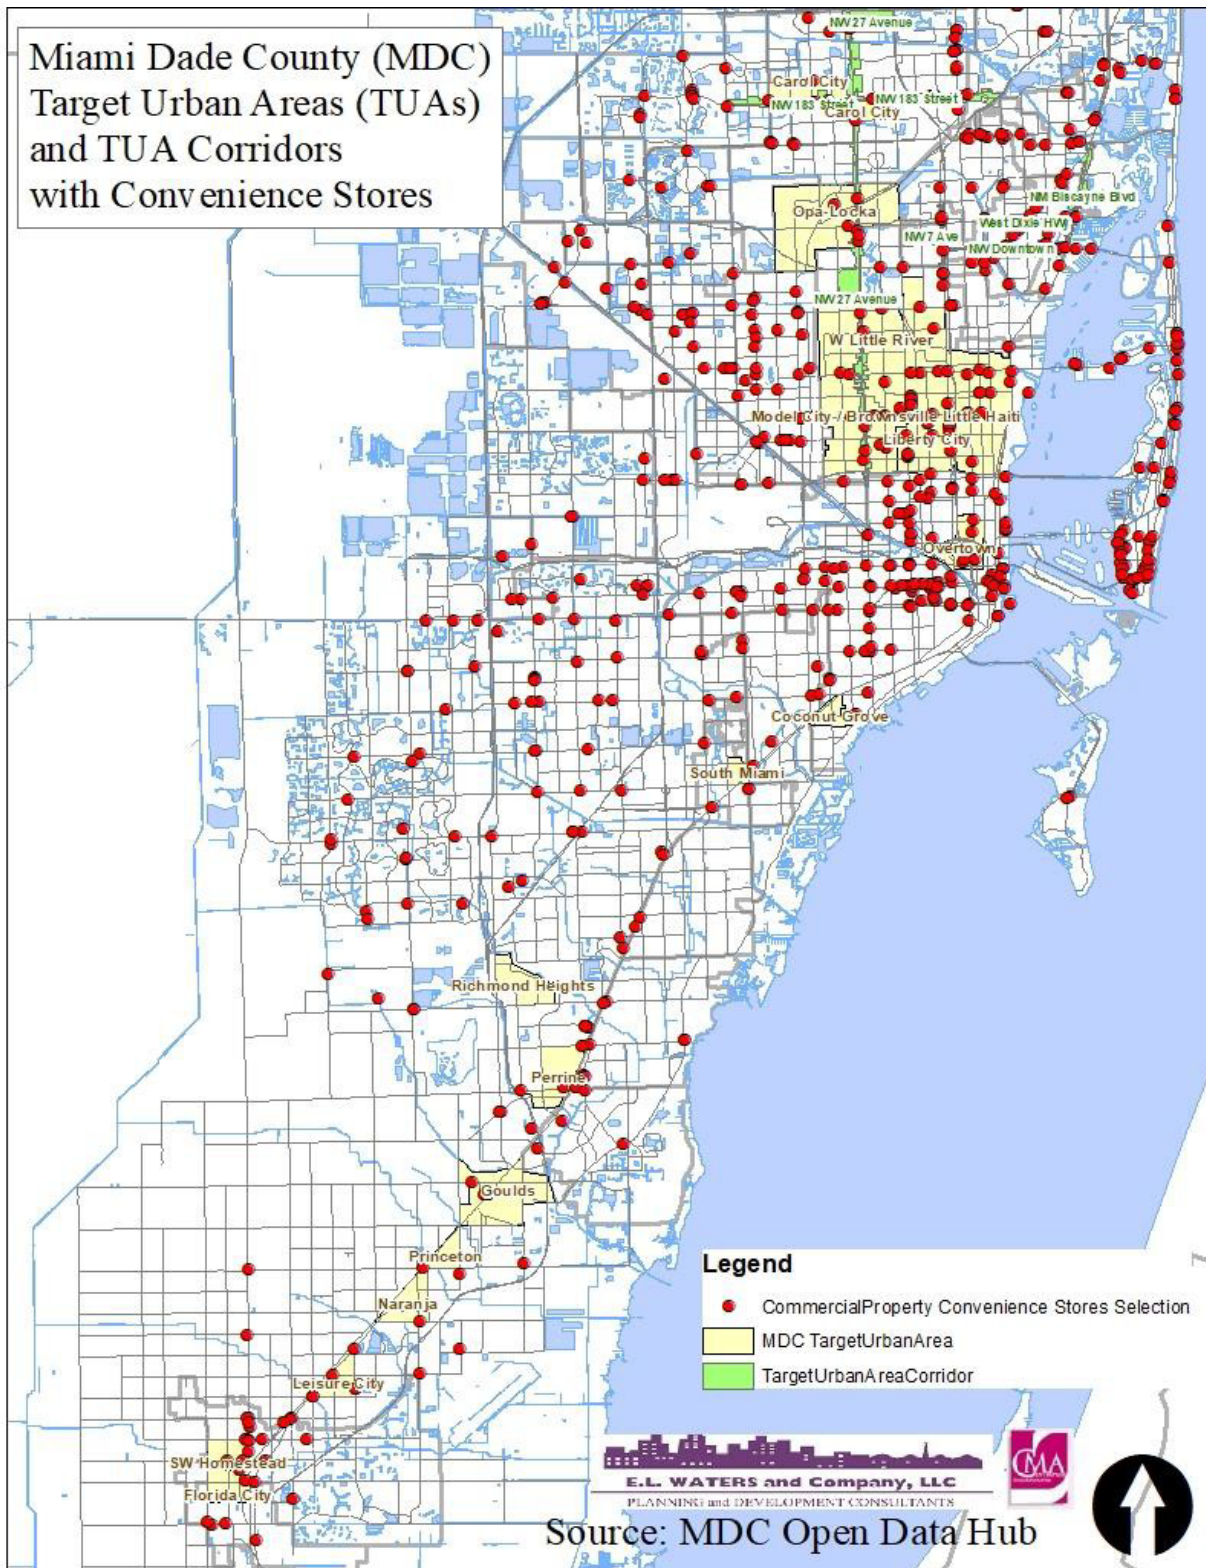 Miami Dade County (MDC)
Target Urban Areas (TUAs)
and TUA Corridors
with Convenience Stores
NW 27 Avenue
Carol City
NW 183 Street
NW 183 Street
Carol City
NM Biscayne Blvd
Opa-Locka
West Dixie HWY
NW 7 Ave
NW Downtown
NW 27 Avenue
W Little River
Model City / Brownsville Little Haiti
Liberty City
Overtown
Coconut Grove
South Miami
Richmond Heights
Perrine
Goulds
Princeton
Naranja
Leisure City
SW Homestead
Florida City
Legend
CommercialProperty Convenience Stores Selection
MDC TargetUrbanArea
TargetUrbanAreaCorridor
E.L. WATERS and Company, LLC
PLANNING and DEVELOPMENT CONSULTANTS
CMA
Source: MDC Open Data Hub